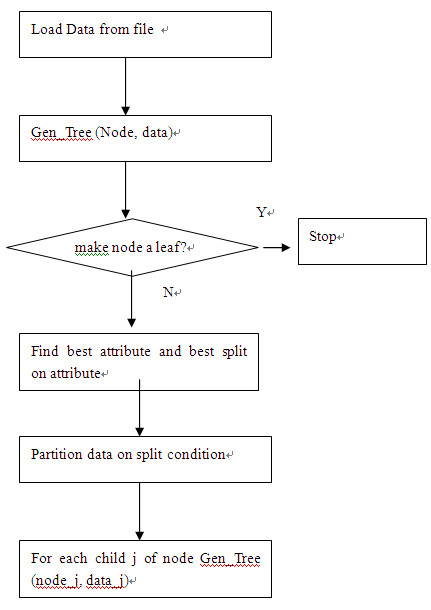 Load Data from file
Gen_Tree (Node, data)
Y
make node a leaf?
Stop
N
Find best attribute and best split
on attribute
Partition data on split condition
For each child j of node Gen_Tree
(node_j, data_j)